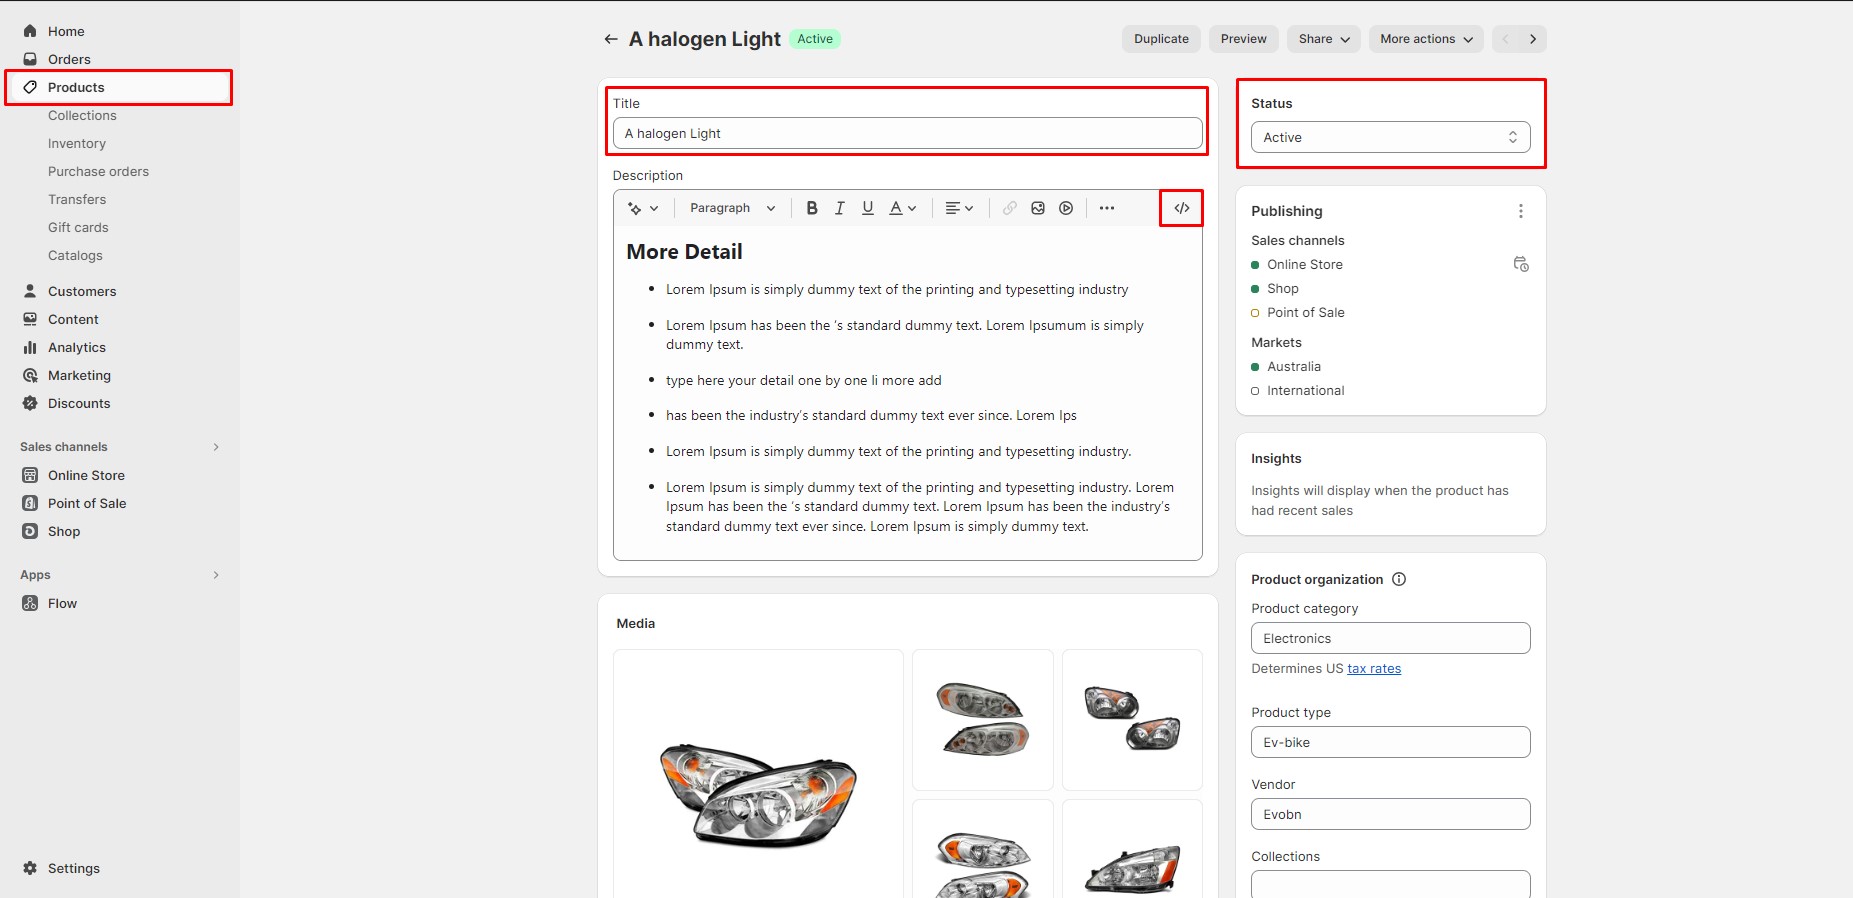 Home
Orders
Products
Collections
Inventory
Purchase orders
Transfers
Gift cards
Catalogs
Customers
Content
Analytics
Marketing
Discounts
Sales channels
Online Store
Point of Sale
Shop
Apps
Flow
Settings
A halogen Light Active
Duplicate Preview Share More actions
Title
A halogen Light
Description
Paragraph B I U A
More Detail
Lorem Ipsum is simply dummy text of the printing and typesetting industry
Lorem Ipsum has been the ‘s standard dummy text. Lorem Ipsumum is simply
dummy text.
type here your detail one by one li more add
has been the industry’s standard dummy text ever since. Lorem Ips
Lorem Ipsum is simply dummy text of the printing and typesetting industry.
Lorem Ipsum is simply dummy text of the printing and typesetting industry. Lorem
Ipsum has been the ‘s standard dummy text. Lorem Ipsum has been the industry’s
standard dummy text ever since. Lorem Ipsum is simply dummy text.
Media
Status
Active
Publishing
Sales channels
Online Store
Shop
Point of Sale
Markets
Australia
International
Insights
Insights will display when the product has
had recent sales
Product organization
Product category
Electronics
Determines US tax rates
Product type
Ev-bike
Vendor
Evobn
Collections